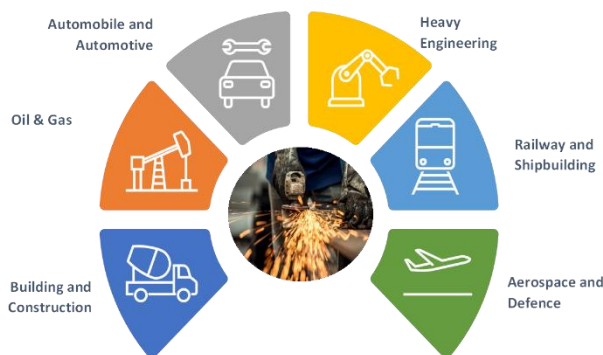 Automobile and
Automotive
Heavy
Engineering
Oil & Gas
Railway and
Shipbuilding
Building and
Construction
Aerospace and
Defence